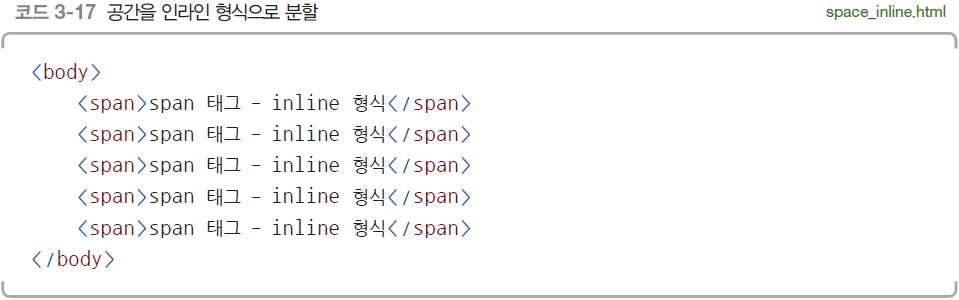 코드 3-17 공간을 인라인 형식으로 분할 space_inline.html
<body>
<span>span 태그 - inline 형식</span>
<span>span 태그 - inline 형식</span>
<span>span 태그 - inline 형식</span>
<span>span 태그 - inline 형식</span>
<span>span 태그 - inline 형식</span>
</body>